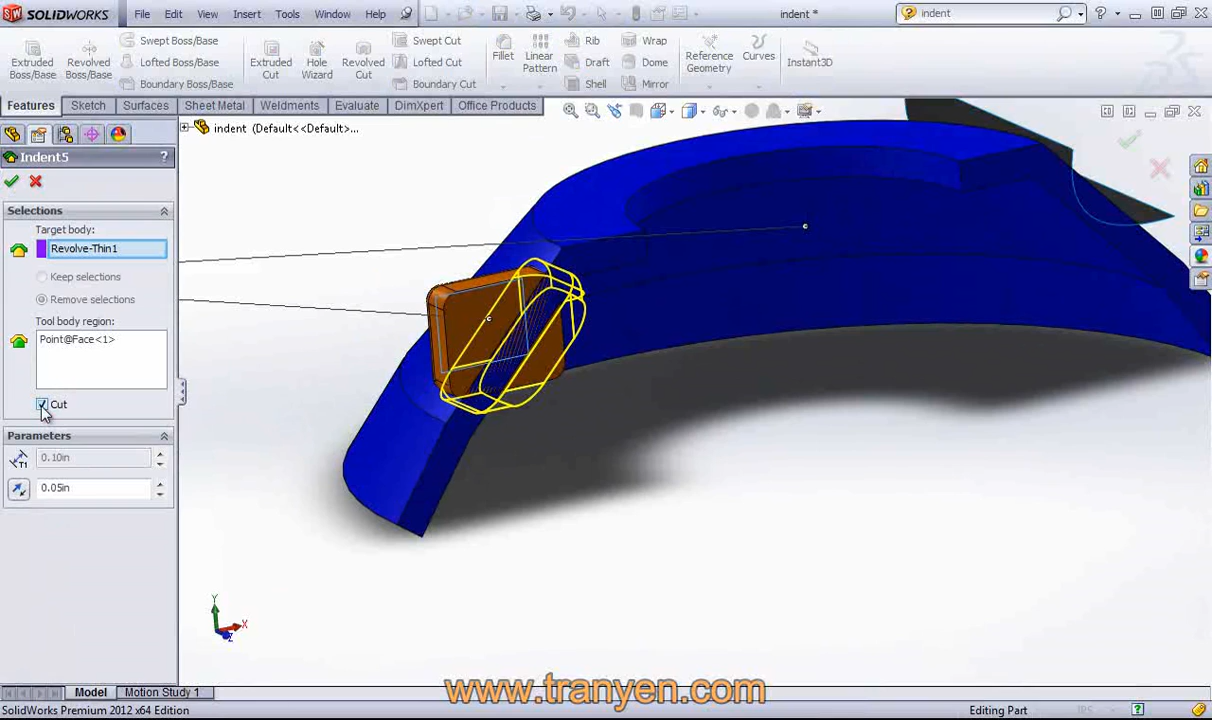 SOLIDWORKS File Edit View Insert Tools Window Help indent * indent
Extruded Boss/Base Revolved Boss/Base Swept Boss/Base Lofted Boss/Base Boundary Boss/Base Extruded Cut Hole Wizard Revolved Cut Swept Cut Lofted Cut Boundary Cut Fillet Linear Pattern Rib Draft Shell Wrap Dome Mirror Reference Geometry Curves Instant3D
Features Sketch Surfaces Sheet Metal Weldments Evaluate DimXpert Office Products
indent (Default<<Default>...
Indent5 ?
Selections
Target body:
Revolve-Thin1
Keep selections
Remove selections
Tool body region:
Point@Face<1>
Cut
Parameters
T1 0.10in
0.05in
Y
X
Z
Model Motion Study 1
www.tranyen.com
SolidWorks Premium 2012 x64 Edition Editing Part